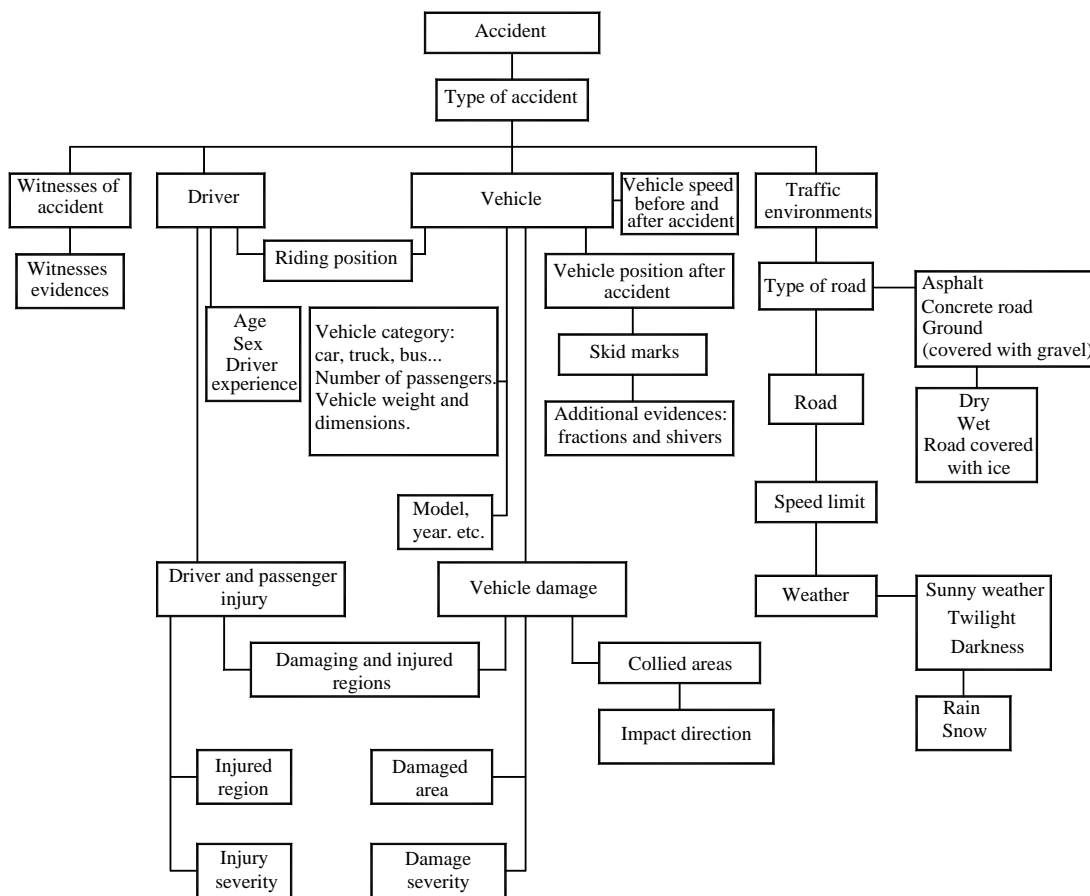 Accident
Type of accident
Witnesses of
accident
Driver
Vehicle
Vehicle speed
before and
after accident
Traffic
environments
Witnesses
evidences
Riding position
Vehicle position after
accident
Type of road
Asphalt
Concrete road
Ground
(covered with gravel)
Age
Sex
Driver
experience
Vehicle category:
car, truck, bus...
Number of passengers.
Vehicle weight and
dimensions.
Skid marks
Additional evidences:
fractions and shivers
Road
Dry
Wet
Road covered
with ice
Model,
year. etc.
Speed limit
Driver and passenger
injury
Vehicle damage
Weather
Sunny weather
Twilight
Darkness
Damaging and injured
regions
Collied areas
Impact direction
Rain
Snow
Injured
region
Damaged
area
Injury
severity
Damage
severity